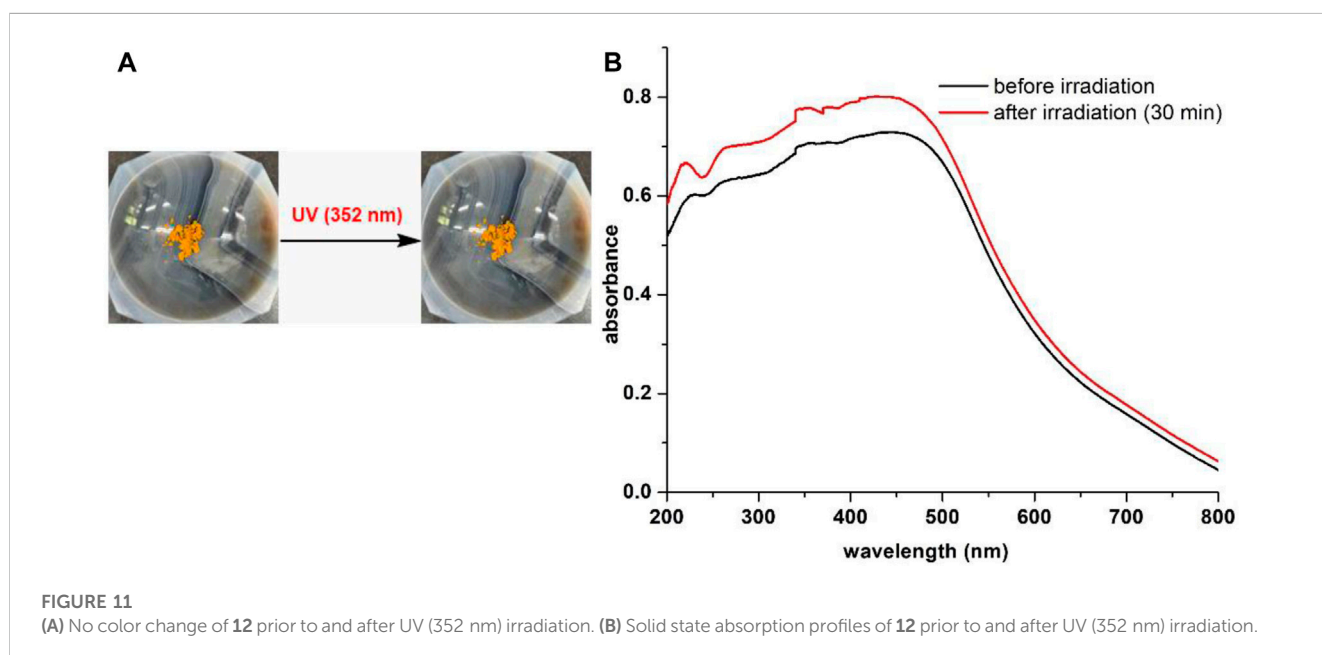 A
UV (352 nm)
B
before irradiation
after irradiation (30 min)
absorbance
0.8
0.6
0.4
0.2
0.0
200 300 400 500 600 700 800
wavelength (nm)
FIGURE 11
(A) No color change of 12 prior to and after UV (352 nm) irradiation. (B) Solid state absorption profiles of 12 prior to and after UV (352 nm) irradiation.